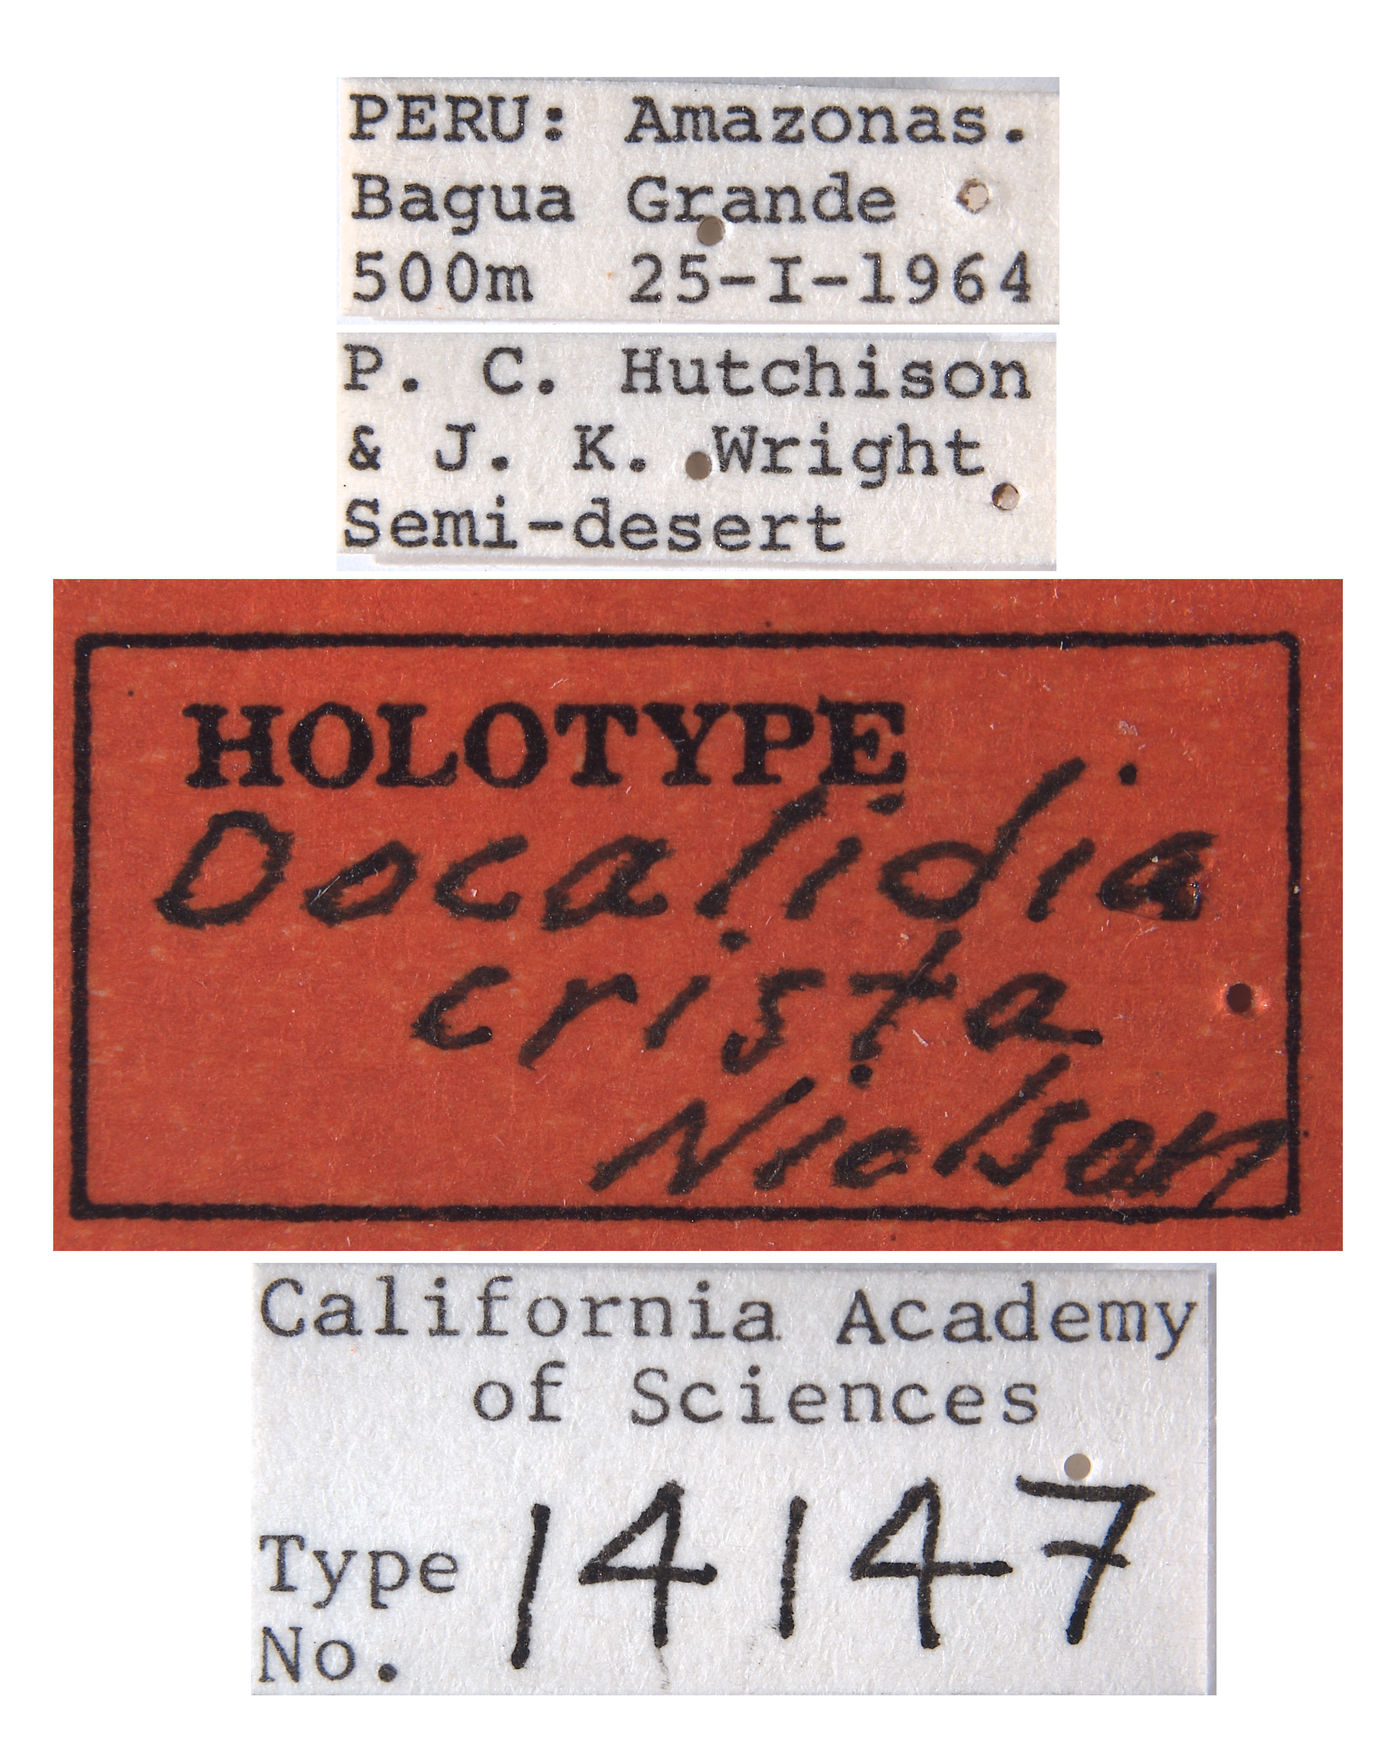 PERU: Amazonas.
Bagua Grande
500m 25-I-1964
P. C. Hutchison
& J. K. Wright
Semi-desert
HOLOTYPE
Docalidia
crista
Nielson
California Academy
of Sciences
Type 14147
No.